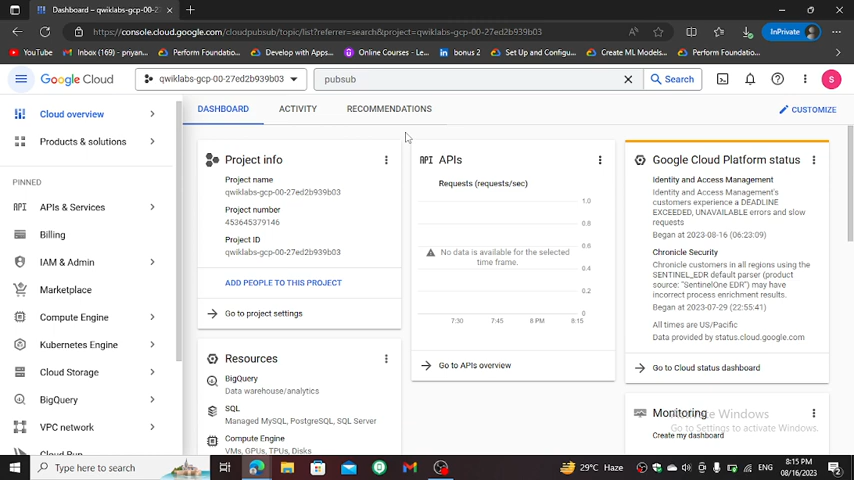 Dashboard – qwiklabs-gcp-00-27
https://console.cloud.google.com/cloudpubsub/topic/list?referrer=search&project=qwiklabs-gcp-00-27ed2b939b03
InPrivate
YouTube
Inbox (169) - priyan...
Perform Foundation...
Develop with Apps...
Online Courses - L...
bonus 2
Set Up and Configu...
Create ML Models...
Perform Foundation...
Google Cloud
qwiklabs-gcp-00-27ed2b939b03
pubsub
Search
S
Cloud overview
Products & solutions
PINNED
APIs & Services
Billing
IAM & Admin
Marketplace
Compute Engine
Kubernetes Engine
Cloud Storage
BigQuery
VPC network
Cloud Run
DASHBOARD
ACTIVITY
RECOMMENDATIONS
CUSTOMIZE
Project info
Project name
qwiklabs-gcp-00-27ed2b939b03
Project number
453645379146
Project ID
qwiklabs-gcp-00-27ed2b939b03
ADD PEOPLE TO THIS PROJECT
Go to project settings
Resources
BigQuery
Data warehouse/analytics
SQL
Managed MySQL, PostgreSQL, SQL Server
Compute Engine
VMs, GPUs, TPUs, Disks
API APIs
Requests (requests/sec)
1.0
0.8
0.6
0.4
0.2
0
No data is available for the selected
time frame.
7:30 7:45 8 PM 8:15
Go to APIs overview
Google Cloud Platform status
Identity and Access Management
Identity and Access Management's
customers experience a DEADLINE
EXCEEDED, UNAVAILABLE errors and slow
requests
Began at 2023-08-16 (06:23:09)
Chronicle Security
Chronicle customers in all regions using the
SENTINEL_EDR default parser (product
source: "SentinelOne EDR") may have
incorrect process enrichment results.
Began at 2023-07-29 (22:55:41)
All times are US/Pacific
Data provided by status.cloud.google.com
Go to Cloud status dashboard
Monitoring
Create my dashboard
Activate Windows
Go to Settings to activate Windows.
Type here to search
29°C Haze
ENG
8:15 PM
08/16/2023